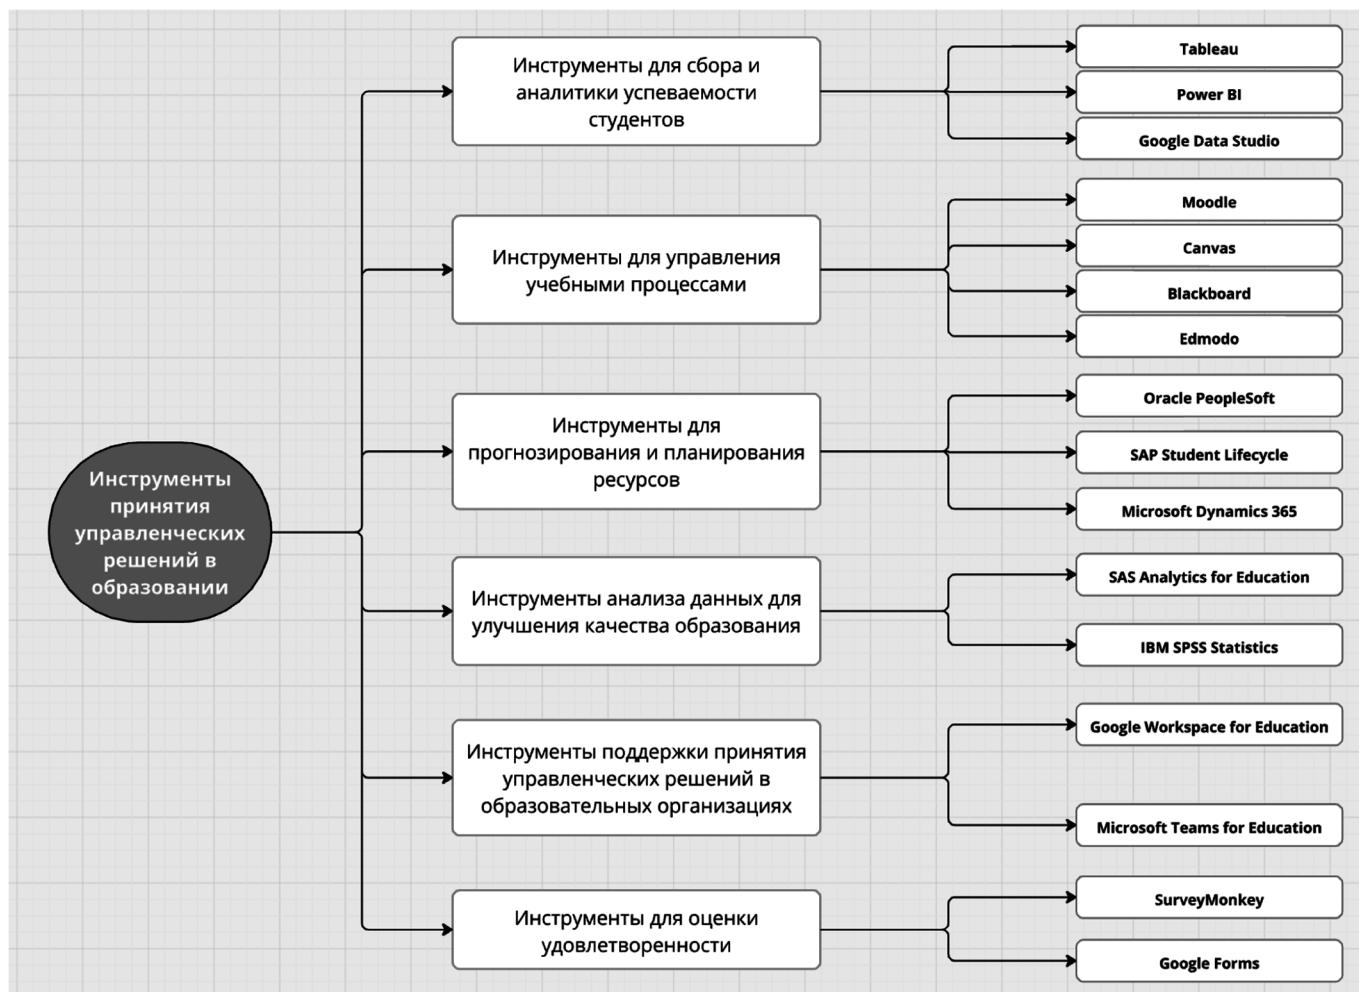 Инструменты
принятия
управленческих
решений в
образовании
Инструменты для сбора и
аналитики успеваемости
студентов
Tableau
Power BI
Google Data Studio
Инструменты для управления
учебными процессами
Moodle
Canvas
Blackboard
Edmodo
Инструменты для
прогнозирования и планирования
ресурсов
Oracle PeopleSoft
SAP Student Lifecycle
Microsoft Dynamics 365
Инструменты анализа данных для
улучшения качества образования
SAS Analytics for Education
IBM SPSS Statistics
Инструменты поддержки принятия
управленческих решений в
образовательных организациях
Google Workspace for Education
Microsoft Teams for Education
Инструменты для оценки
удовлетворенности
SurveyMonkey
Google Forms